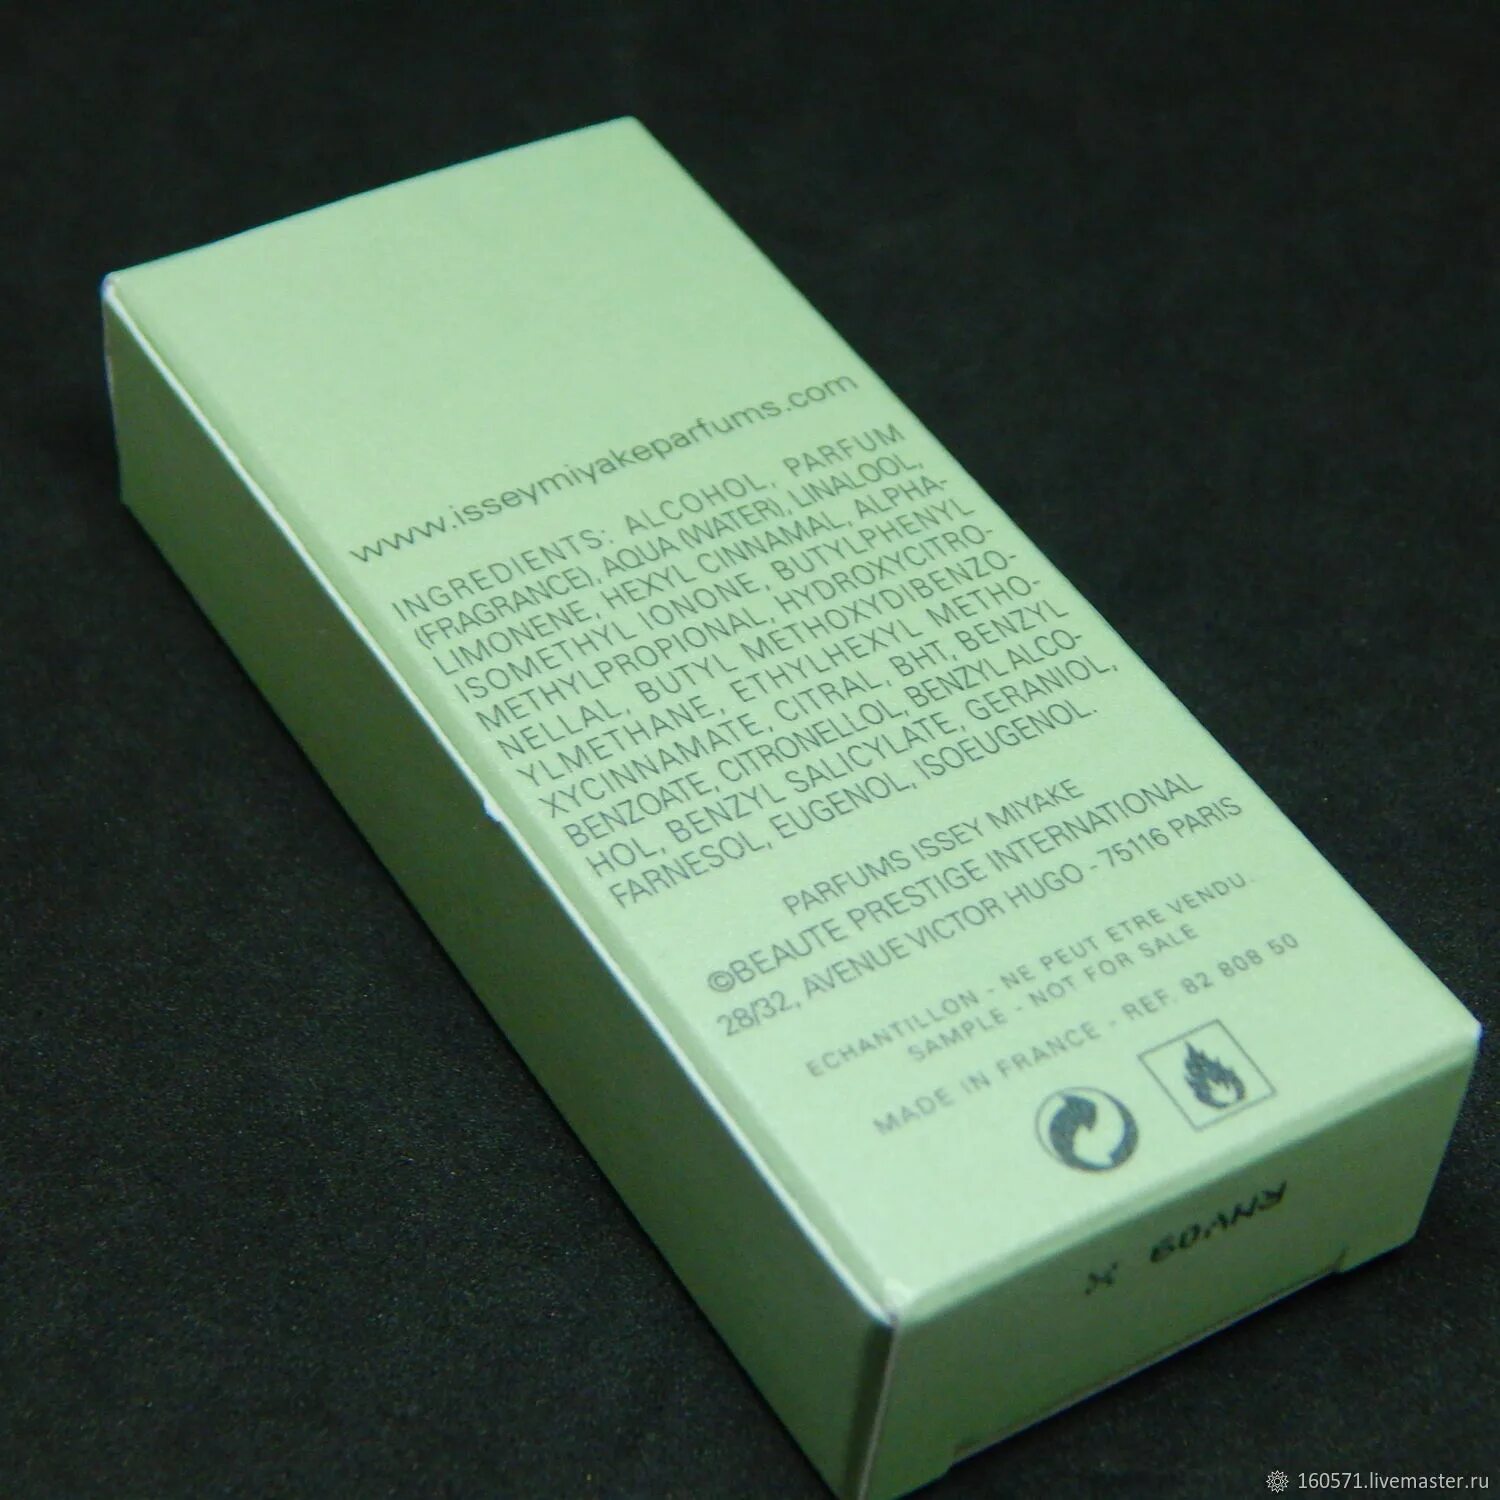 www.isseymiyakeparfums.com
INGREDIENTS: ALCOHOL, PARFUM
(FRAGRANCE), AQUA (WATER), LINALOOL,
LIMONENE, HEXYL CINNAMAL, ALPHA-
ISOMETHYL IONONE, BUTYLPHENYL
METHYLPROPIONAL, HYDROXYCITRO-
NELLAL, BUTYL METHOXYDIBENZO-
YLMETHANE, ETHYLHEXYL METHO-
XYCINNAMATE, CITRAL, BHT, BENZYL
BENZOATE, CITRONELLOL, BENZYL ALCO-
HOL, BENZYL SALICYLATE, GERANIOL,
FARNESOL, EUGENOL, ISOEUGENOL.
PARFUMS ISSEY MIYAKE
©BEAUTE PRESTIGE INTERNATIONAL
28/32, AVENUE VICTOR HUGO - 75116 PARIS
ECHANTILLON - NE PEUT ETRE VENDU.
SAMPLE - NOT FOR SALE
MADE IN FRANCE - REF. 82 808 50
160571.livemaster.ru